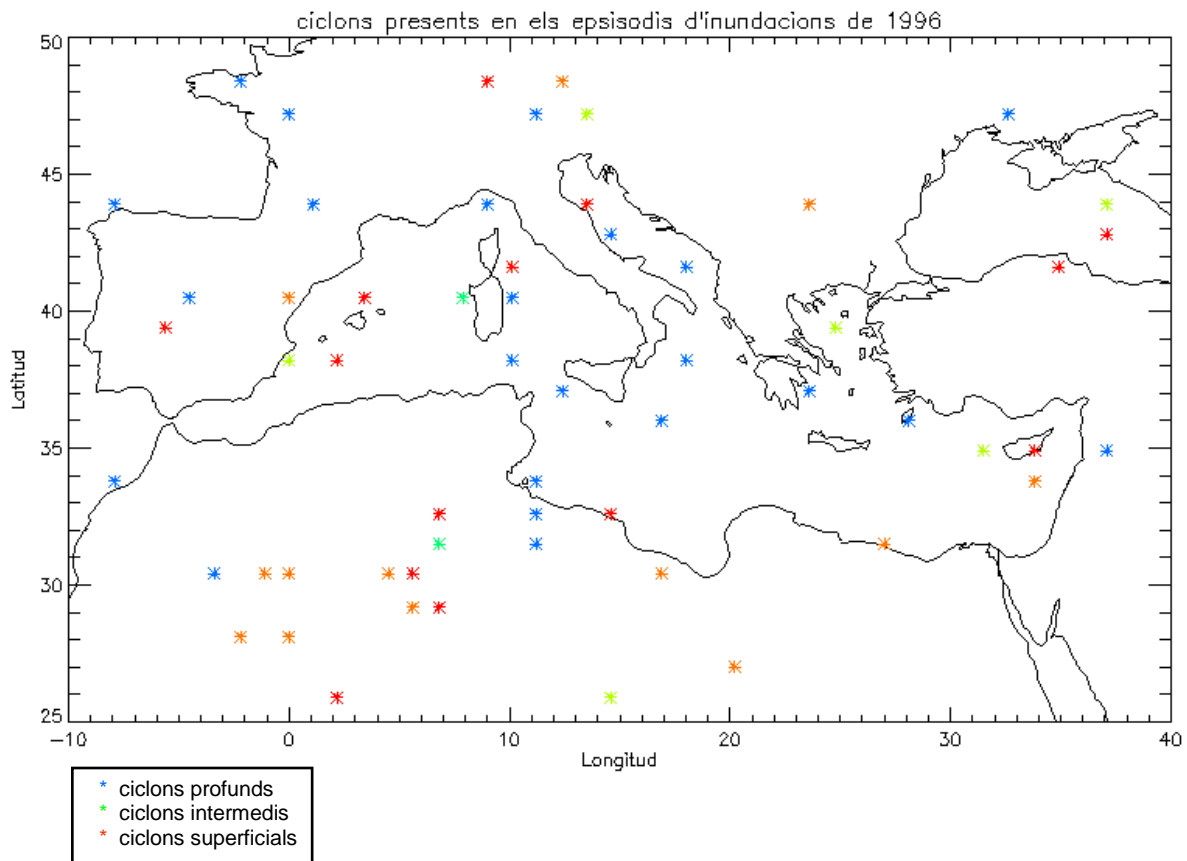 ciclons presents en els epsisodis d'inundacions de 1996
50
45
40
35
30
25
Latitud
-10 0 10 20 30 40
Longitud
* ciclons profunds
* ciclons intermedis
* ciclons superficials